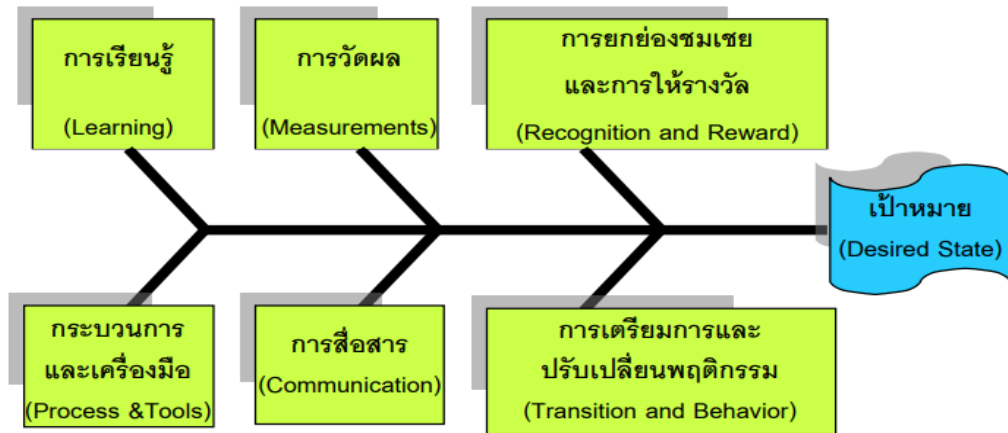 การเรียนรู้
(Learning)
การวัดผล
(Measurements)
การยกย่องชมเชย
และการให้รางวัล
(Recognition and Reward)
เป้าหมาย
(Desired State)
กระบวนการ
และเครื่องมือ
(Process &Tools)
การสื่อสาร
(Communication)
การเตรียมการและ
ปรับเปลี่ยนพฤติกรรม
(Transition and Behavior)